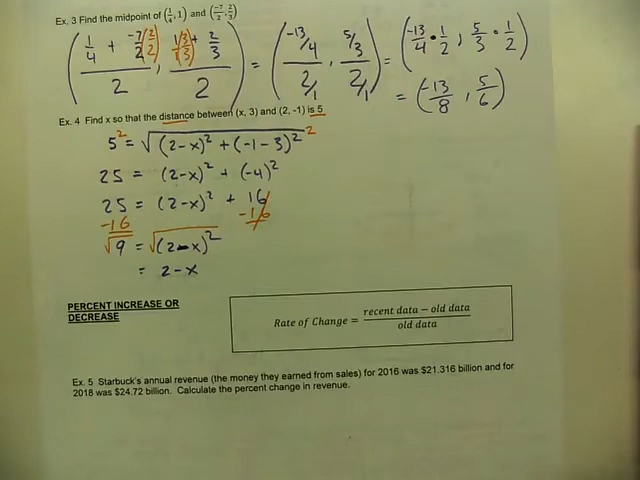 Ex. 3 Find the midpoint of (1/4, 1) and (-7/2, 2/3)
((1/4 + -7/2(2/2))/2, (1(3/3) + 2/3)/2) = ((-13/4)/(2/1), (5/3)/(2/1)) = (-13/4 · 1/2, 5/3 · 1/2)
= (-13/8, 5/6)
Ex. 4 Find x so that the distance between (x, 3) and (2, -1) is 5
5² = √((2-x)² + (-1-3)²)²
25 = (2-x)² + (-4)²
25 = (2-x)² + 16
-16 -16
√9 = √(2-x)²
= 2-x
PERCENT INCREASE OR
DECREASE
Rate of Change = (recent data − old data)/(old data)
Ex. 5 Starbuck's annual revenue (the money they earned from sales) for 2016 was $21.316 billion and for
2018 was $24.72 billion. Calculate the percent change in revenue.